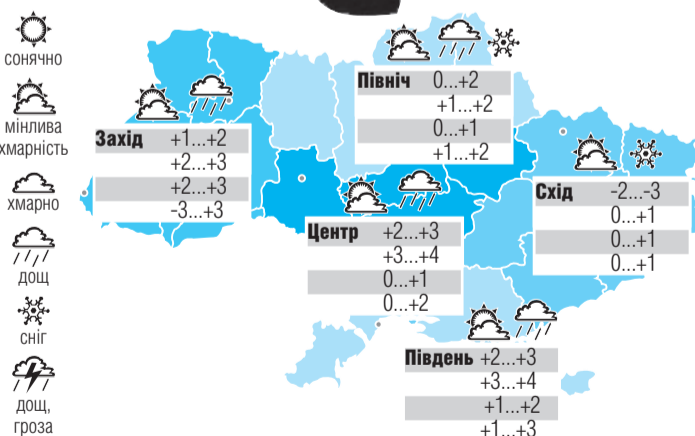 сонячно
мінлива
хмарність
хмарно
дощ
сніг
дощ,
гроза
Північ 0...+2
+1...+2
0...+1
+1...+2
Захід +1...+2
+2...+3
+2...+3
-3...+3
Схід -2...-3
0...+1
0...+1
0...+1
Центр +2...+3
+3...+4
0...+1
0...+2
Південь +2...+3
+3...+4
+1...+2
+1...+3